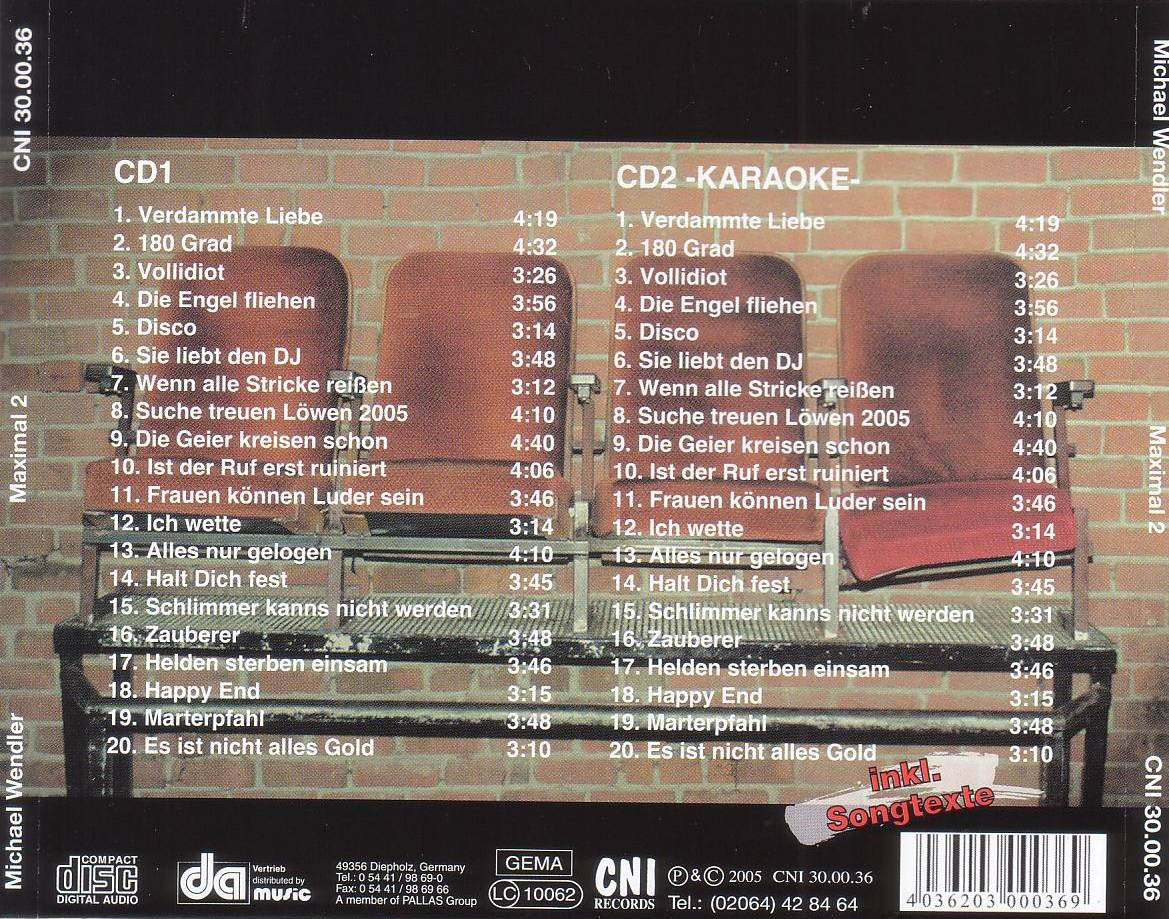 CNI 30.00.36
Maximal 2
Michael Wendler
CD1
1. Verdammte Liebe 4:19
2. 180 Grad 4:32
3. Vollidiot 3:26
4. Die Engel fliehen 3:56
5. Disco 3:14
6. Sie liebt den DJ 3:48
7. Wenn alle Stricke reißen 3:12
8. Suche treuen Löwen 2005 4:10
9. Die Geier kreisen schon 4:40
10. Ist der Ruf erst ruiniert 4:06
11. Frauen können Luder sein 3:46
12. Ich wette 3:14
13. Alles nur gelogen 4:10
14. Halt Dich fest 3:45
15. Schlimmer kanns nicht werden 3:31
16. Zauberer 3:48
17. Helden sterben einsam 3:46
18. Happy End 3:15
19. Marterpfahl 3:48
20. Es ist nicht alles Gold 3:10
CD2 -KARAOKE-
1. Verdammte Liebe 4:19
2. 180 Grad 4:32
3. Vollidiot 3:26
4. Die Engel fliehen 3:56
5. Disco 3:14
6. Sie liebt den DJ 3:48
7. Wenn alle Stricke reißen 3:12
8. Suche treuen Löwen 2005 4:10
9. Die Geier kreisen schon 4:40
10. Ist der Ruf erst ruiniert 4:06
11. Frauen können Luder sein 3:46
12. Ich wette 3:14
13. Alles nur gelogen 4:10
14. Halt Dich fest 3:45
15. Schlimmer kanns nicht werden 3:31
16. Zauberer 3:48
17. Helden sterben einsam 3:46
18. Happy End 3:15
19. Marterpfahl 3:48
20. Es ist nicht alles Gold 3:10
inkl.
Songtexte
COMPACT
disc
DIGITAL AUDIO
da
Vertrieb
distributed by
music
49356 Diepholz, Germany
Tel.: 0 54 41 / 98 69-0
Fax: 0 54 41 / 98 69 66
A member of PALLAS Group
GEMA
LC 10062
CNI
RECORDS
℗ & © 2005 CNI 30.00.36
Tel.: (02064) 42 84 64
4 036203 000369
Michael Wendler
Maximal 2
CNI 30.00.36